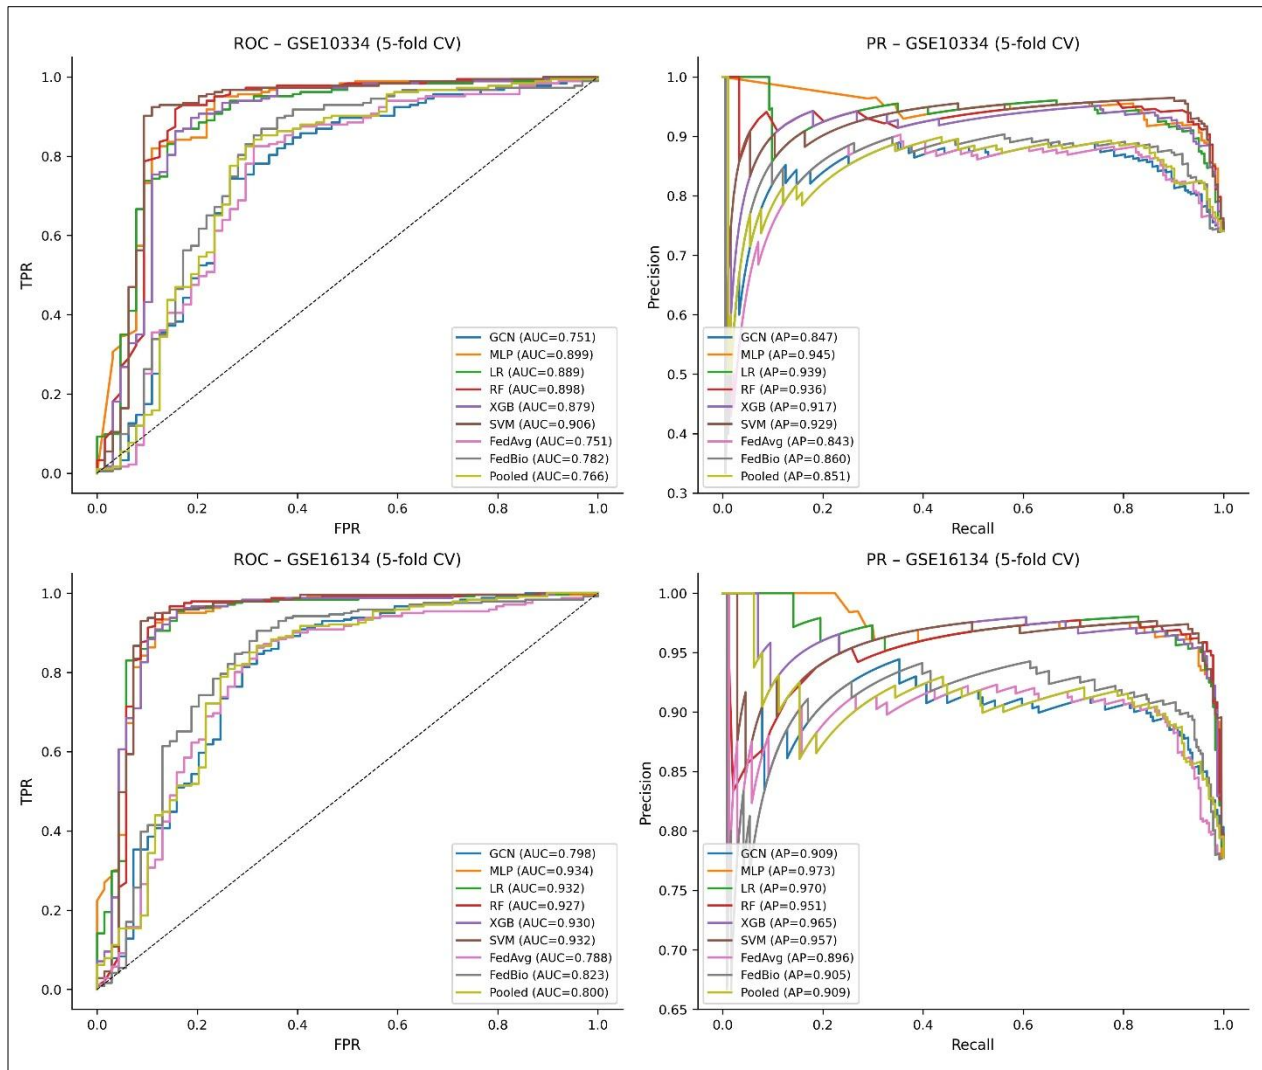 ROC – GSE10334 (5-fold CV)
1.0
0.8
0.6
0.4
0.2
0.0
TPR
0.0 0.2 0.4 0.6 0.8 1.0
FPR
GCN (AUC=0.751)
MLP (AUC=0.899)
LR (AUC=0.889)
RF (AUC=0.898)
XGB (AUC=0.879)
SVM (AUC=0.906)
FedAvg (AUC=0.751)
FedBio (AUC=0.782)
Pooled (AUC=0.766)
PR – GSE10334 (5-fold CV)
1.0
0.9
0.8
0.7
0.6
0.5
0.4
0.3
Precision
0.0 0.2 0.4 0.6 0.8 1.0
Recall
GCN (AP=0.847)
MLP (AP=0.945)
LR (AP=0.939)
RF (AP=0.936)
XGB (AP=0.917)
SVM (AP=0.929)
FedAvg (AP=0.843)
FedBio (AP=0.860)
Pooled (AP=0.851)
ROC – GSE16134 (5-fold CV)
1.0
0.8
0.6
0.4
0.2
0.0
TPR
0.0 0.2 0.4 0.6 0.8 1.0
FPR
GCN (AUC=0.798)
MLP (AUC=0.934)
LR (AUC=0.932)
RF (AUC=0.927)
XGB (AUC=0.930)
SVM (AUC=0.932)
FedAvg (AUC=0.788)
FedBio (AUC=0.823)
Pooled (AUC=0.800)
PR – GSE16134 (5-fold CV)
1.00
0.95
0.90
0.85
0.80
0.75
0.70
0.65
Precision
0.0 0.2 0.4 0.6 0.8 1.0
Recall
GCN (AP=0.909)
MLP (AP=0.973)
LR (AP=0.970)
RF (AP=0.951)
XGB (AP=0.965)
SVM (AP=0.957)
FedAvg (AP=0.896)
FedBio (AP=0.905)
Pooled (AP=0.909)